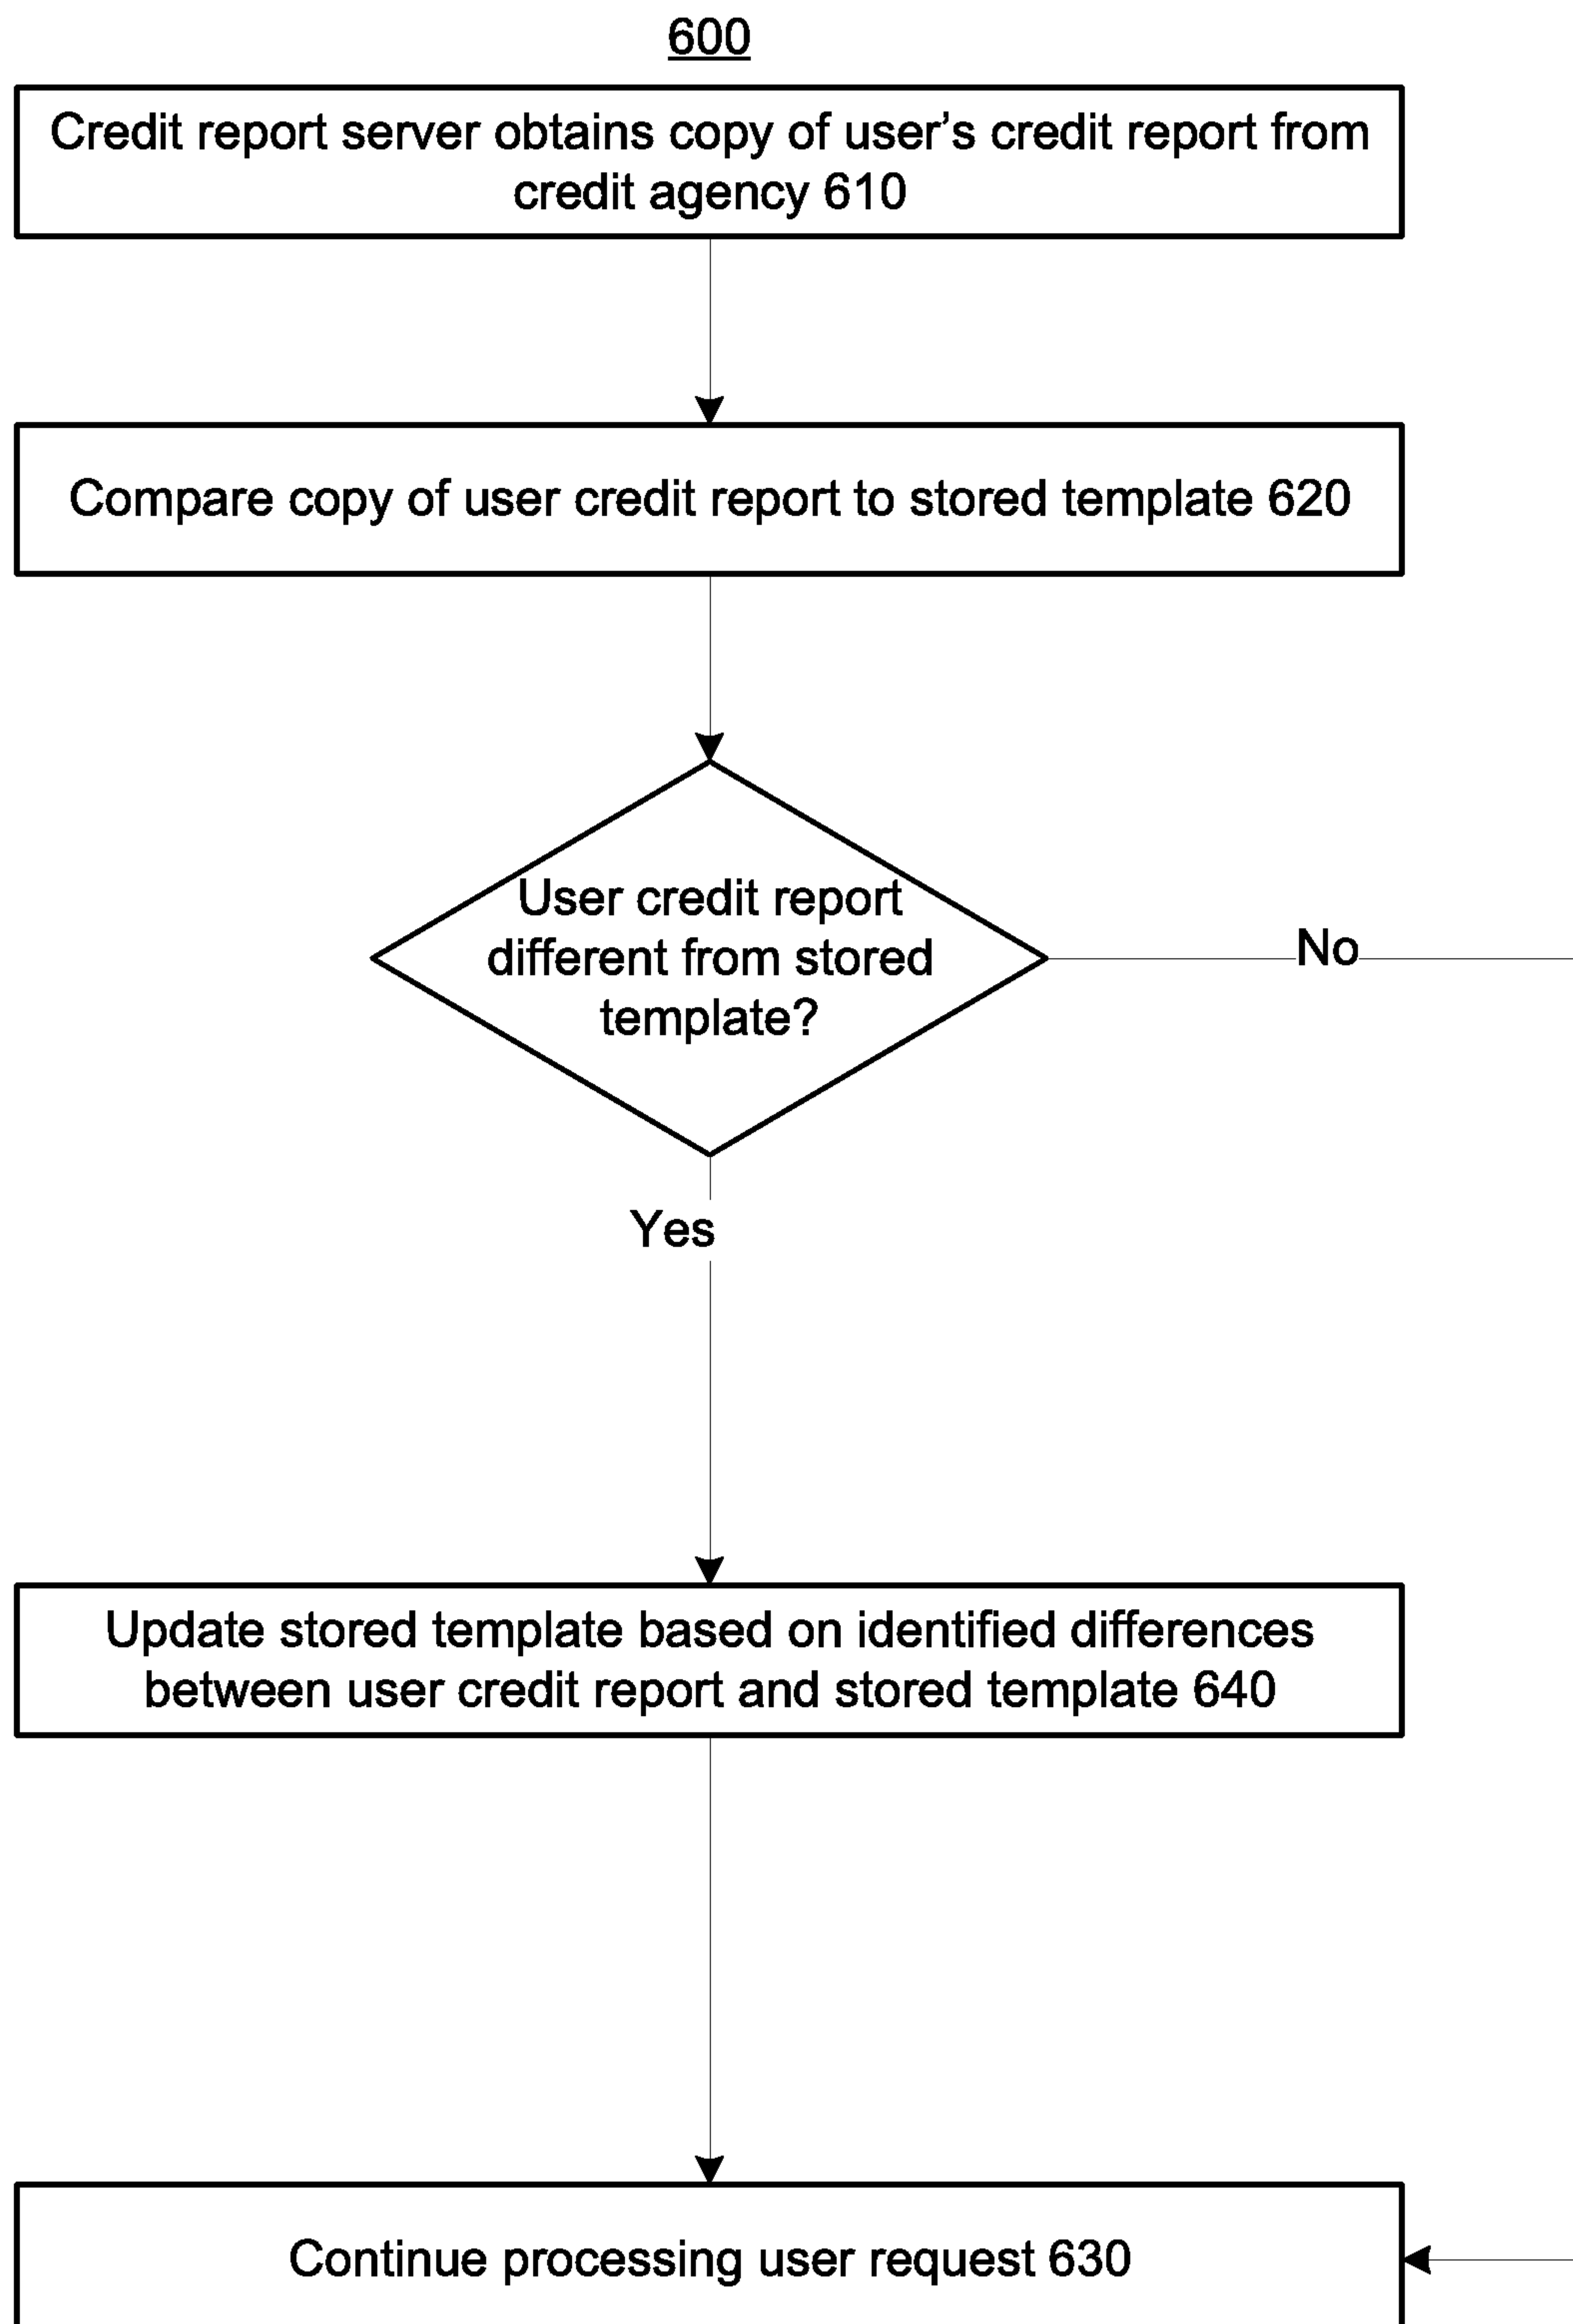 600
Credit report server obtains copy of user’s credit report from
credit agency 610
Compare copy of user credit report to stored template 620
User credit report
different from stored
template?
No
Yes
Update stored template based on identified differences
between user credit report and stored template 640
Continue processing user request 630